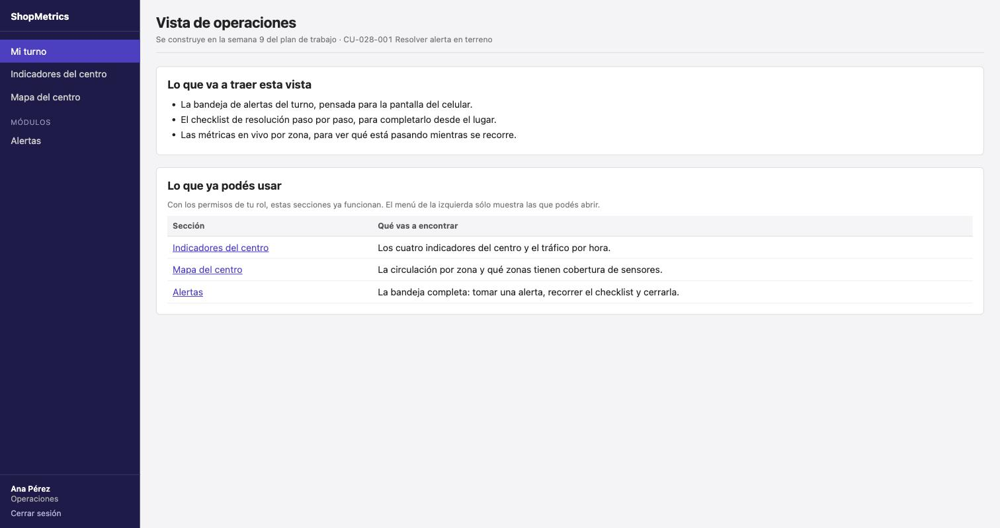 ShopMetrics
Mi turno
Indicadores del centro
Mapa del centro
MÓDULOS
Alertas
Ana Pérez
Operaciones
Cerrar sesión
Vista de operaciones
Se construye en la semana 9 del plan de trabajo · CU-028-001 Resolver alerta en terreno
Lo que va a traer esta vista
• La bandeja de alertas del turno, pensada para la pantalla del celular.
• El checklist de resolución paso por paso, para completarlo desde el lugar.
• Las métricas en vivo por zona, para ver qué está pasando mientras se recorre.
Lo que ya podés usar
Con los permisos de tu rol, estas secciones ya funcionan. El menú de la izquierda sólo muestra las que podés abrir.
Sección Qué vas a encontrar
Indicadores del centro Los cuatro indicadores del centro y el tráfico por hora.
Mapa del centro La circulación por zona y qué zonas tienen cobertura de sensores.
Alertas La bandeja completa: tomar una alerta, recorrer el checklist y cerrarla.